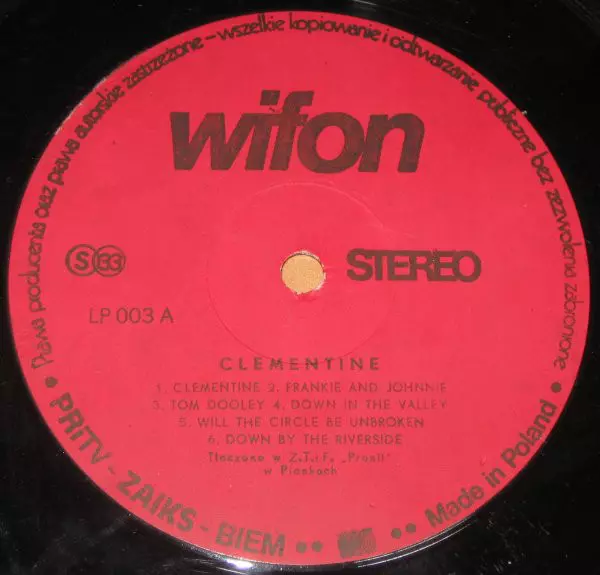 Prawa producenta oraz prawa autorskie zastrzeżone – wszelkie kopiowanie i odtwarzanie publiczne bez zezwolenia zabronione
wifon
S 33
STEREO
LP 003 A
CLEMENTINE
1. CLEMENTINE 2. FRANKIE AND JOHNNIE
3. TOM DOOLEY 4. DOWN IN THE VALLEY
5. WILL THE CIRCLE BE UNBROKEN
6. DOWN BY THE RIVERSIDE
Tłoczono w Z.T.i F. „Pronit"
w Pionkach
• PRiTV - ZAIKS - BIEM •• •• Made in Poland •